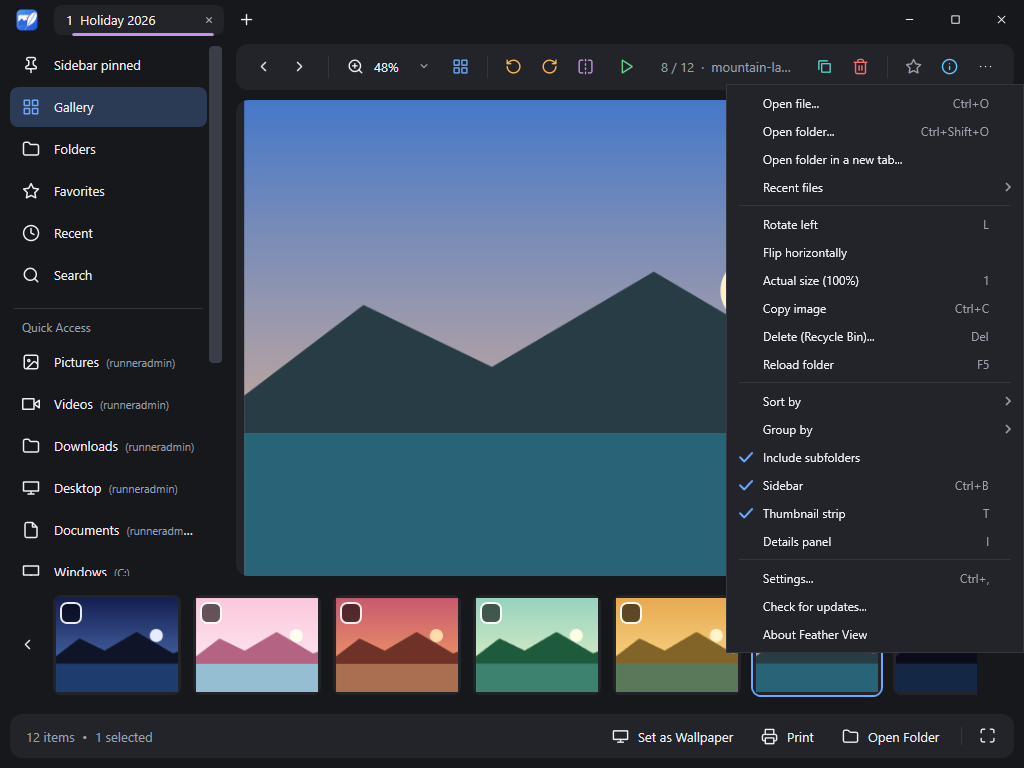 1 Holiday 2026
Sidebar pinned
Gallery
Folders
Favorites
Recent
Search
Quick Access
Pictures (runneradmin)
Videos (runneradmin)
Downloads (runneradmin)
Desktop (runneradmin)
Documents (runneradm...
Windows (C:)
48%
8 / 12 • mountain-la...
Open file... Ctrl+O
Open folder... Ctrl+Shift+O
Open folder in a new tab...
Recent files
Rotate left L
Flip horizontally
Actual size (100%) 1
Copy image Ctrl+C
Delete (Recycle Bin)... Del
Reload folder F5
Sort by
Group by
Include subfolders
Sidebar Ctrl+B
Thumbnail strip T
Details panel I
Settings... Ctrl+,
Check for updates...
About Feather View
12 items • 1 selected
Set as Wallpaper
Print
Open Folder